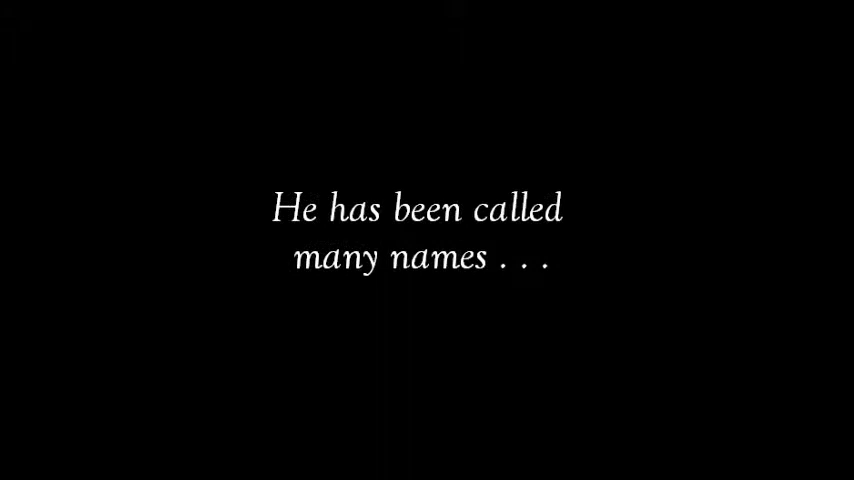 He has been called
many names . . .